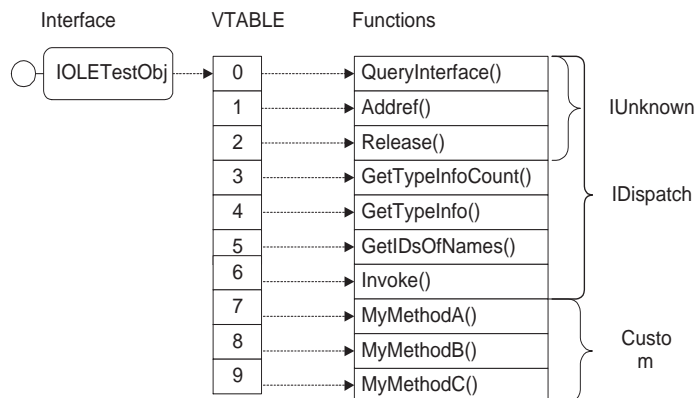 Interface VTABLE Functions
IOLETestObj
0 QueryInterface()
1 Addref()
2 Release()
IUnknown
3 GetTypeInfoCount()
4 GetTypeInfo()
IDispatch
5 GetIDsOfNames()
6 Invoke()
7 MyMethodA()
8 MyMethodB()
9 MyMethodC()
Custo
m